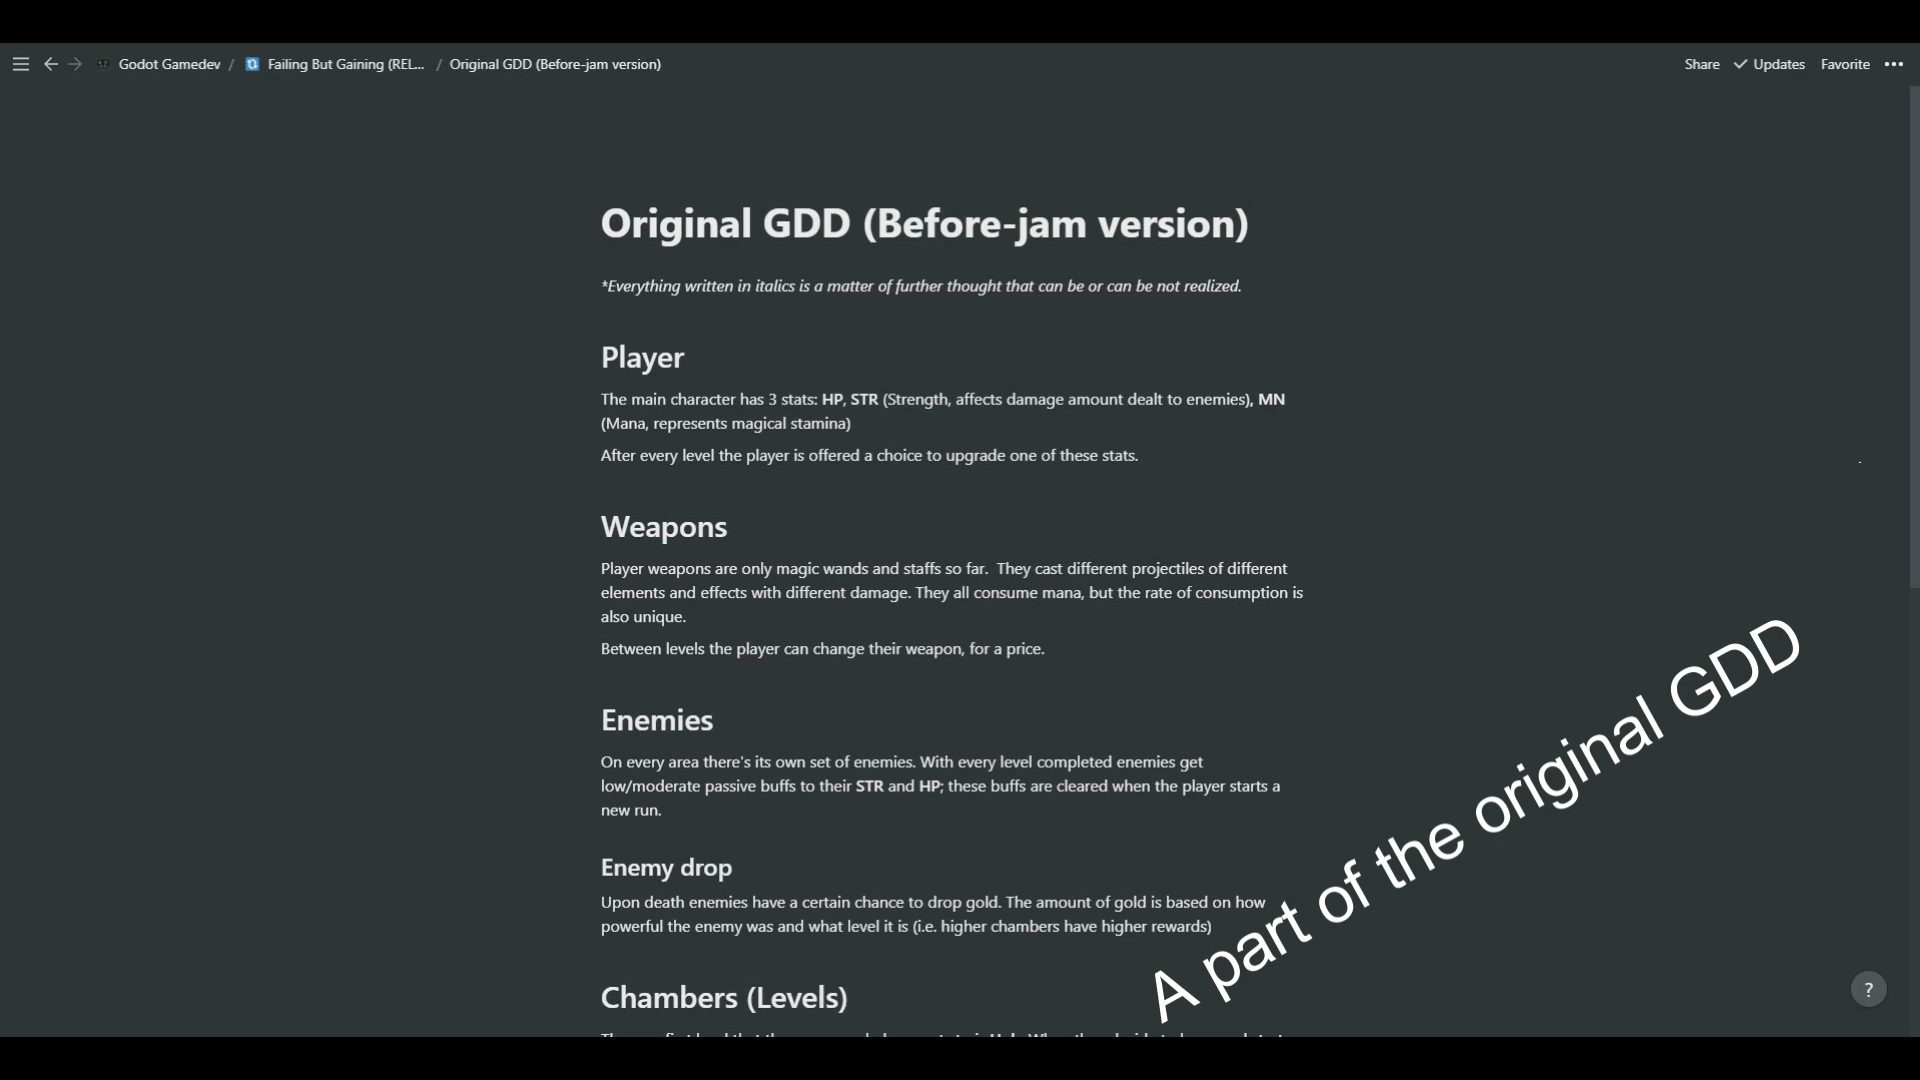 Godot Gamedev / Failing But Gaining (REL... / Original GDD (Before-jam version)
Share Updates Favorite
Original GDD (Before-jam version)
*Everything written in italics is a matter of further thought that can be or can be not realized.
Player
The main character has 3 stats: HP, STR (Strength, affects damage amount dealt to enemies), MN
(Mana, represents magical stamina)
After every level the player is offered a choice to upgrade one of these stats.
Weapons
Player weapons are only magic wands and staffs so far. They cast different projectiles of different
elements and effects with different damage. They all consume mana, but the rate of consumption is
also unique.
Between levels the player can change their weapon, for a price.
Enemies
On every area there's its own set of enemies. With every level completed enemies get
low/moderate passive buffs to their STR and HP; these buffs are cleared when the player starts a
new run.
Enemy drop
Upon death enemies have a certain chance to drop gold. The amount of gold is based on how
powerful the enemy was and what level it is (i.e. higher chambers have higher rewards)
Chambers (Levels)
A part of the original GDD
?